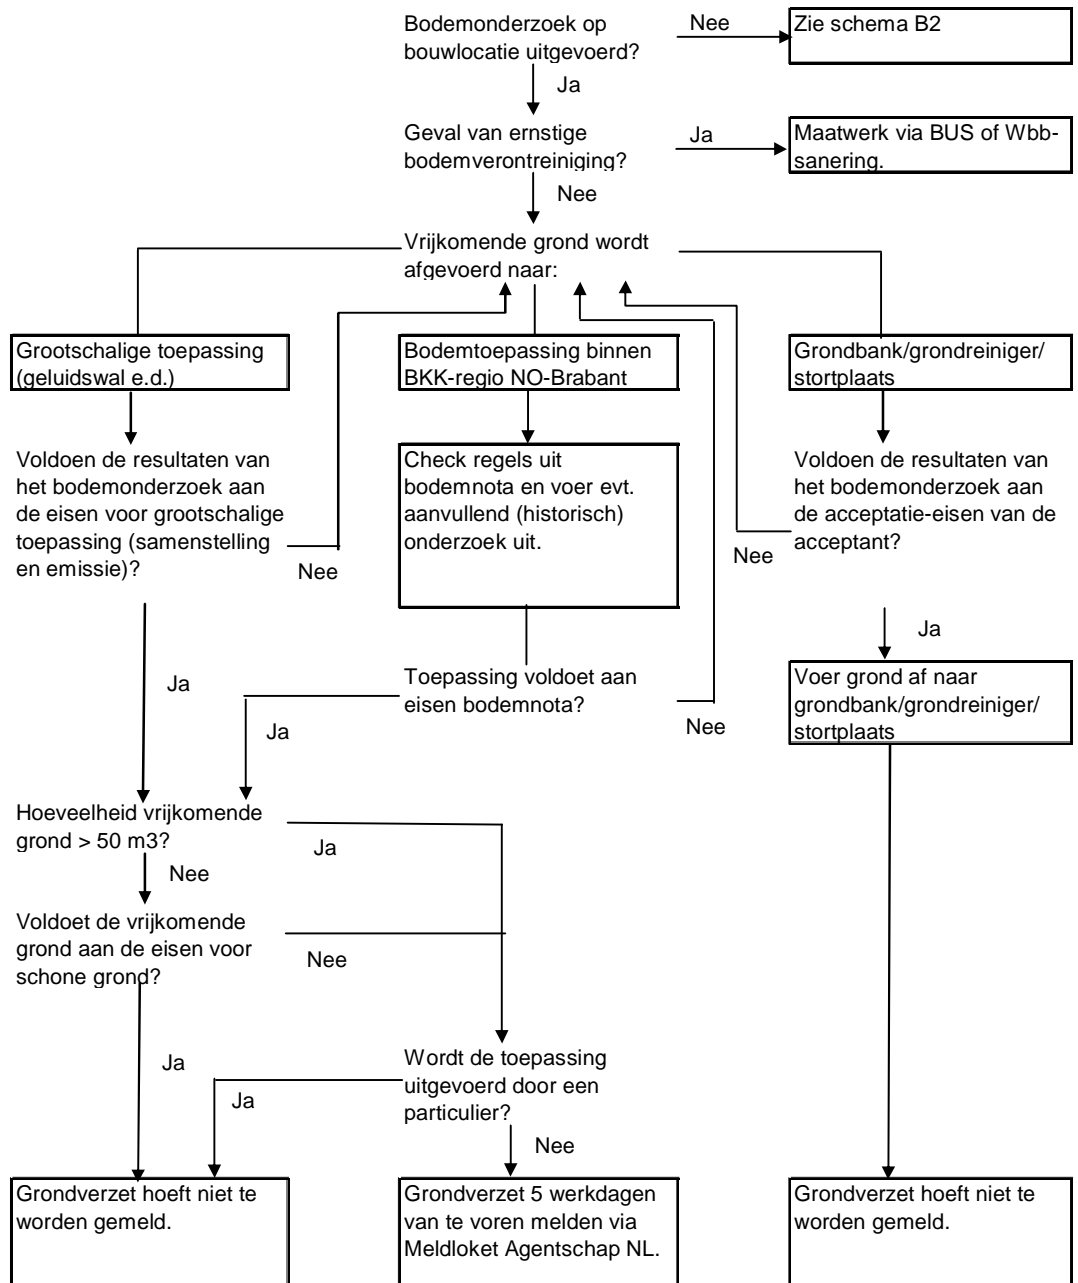 Bodemonderzoek op
bouwlocatie uitgevoerd?
Nee
Zie schema B2
Ja
Geval van ernstige
bodemverontreiniging?
Ja
Maatwerk via BUS of Wbb-
sanering.
Nee
Vrijkomende grond wordt
afgevoerd naar:
Grootschalige toepassing
(geluidswal e.d.)
Bodemtoepassing binnen
BKK-regio NO-Brabant
Grondbank/grondreiniger/
stortplaats
Voldoen de resultaten van
het bodemonderzoek aan
de eisen voor grootschalige
toepassing (samenstelling
en emissie)?
Nee
Check regels uit
bodemnota en voer evt.
aanvullend (historisch)
onderzoek uit.
Voldoen de resultaten van
het bodemonderzoek aan
de acceptatie-eisen van de
acceptant?
Nee
Ja
Ja
Toepassing voldoet aan
eisen bodemnota?
Ja
Nee
Voer grond af naar
grondbank/grondreiniger/
stortplaats
Hoeveelheid vrijkomende
grond > 50 m3?
Ja
Nee
Voldoet de vrijkomende
grond aan de eisen voor
schone grond?
Nee
Ja
Wordt de toepassing
uitgevoerd door een
particulier?
Ja
Nee
Grondverzet hoeft niet te
worden gemeld.
Grondverzet 5 werkdagen
van te voren melden via
Meldloket Agentschap NL.
Grondverzet hoeft niet te
worden gemeld.